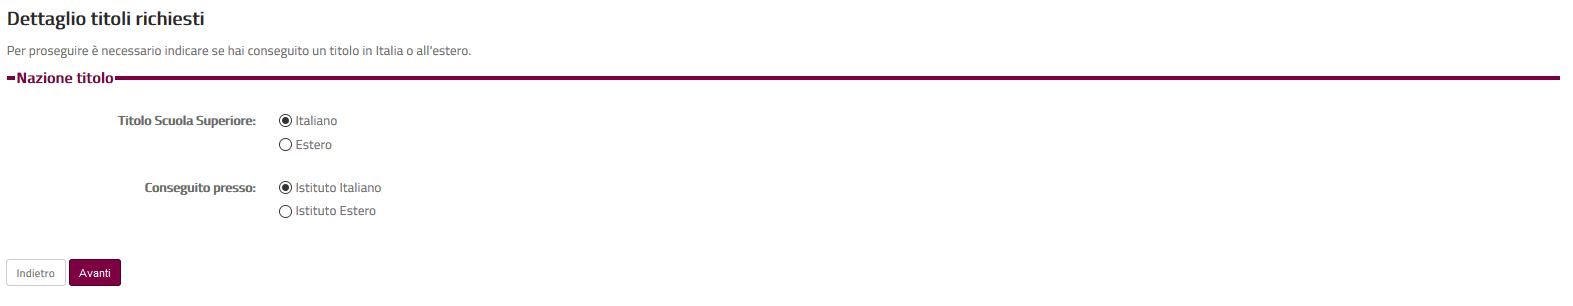 Dettaglio titoli richiesti
Per proseguire è necessario indicare se hai conseguito un titolo in Italia o all'estero.
Nazione titolo
Titolo Scuola Superiore: Italiano
Estero
Conseguito presso: Istituto Italiano
Istituto Estero
Indietro Avanti